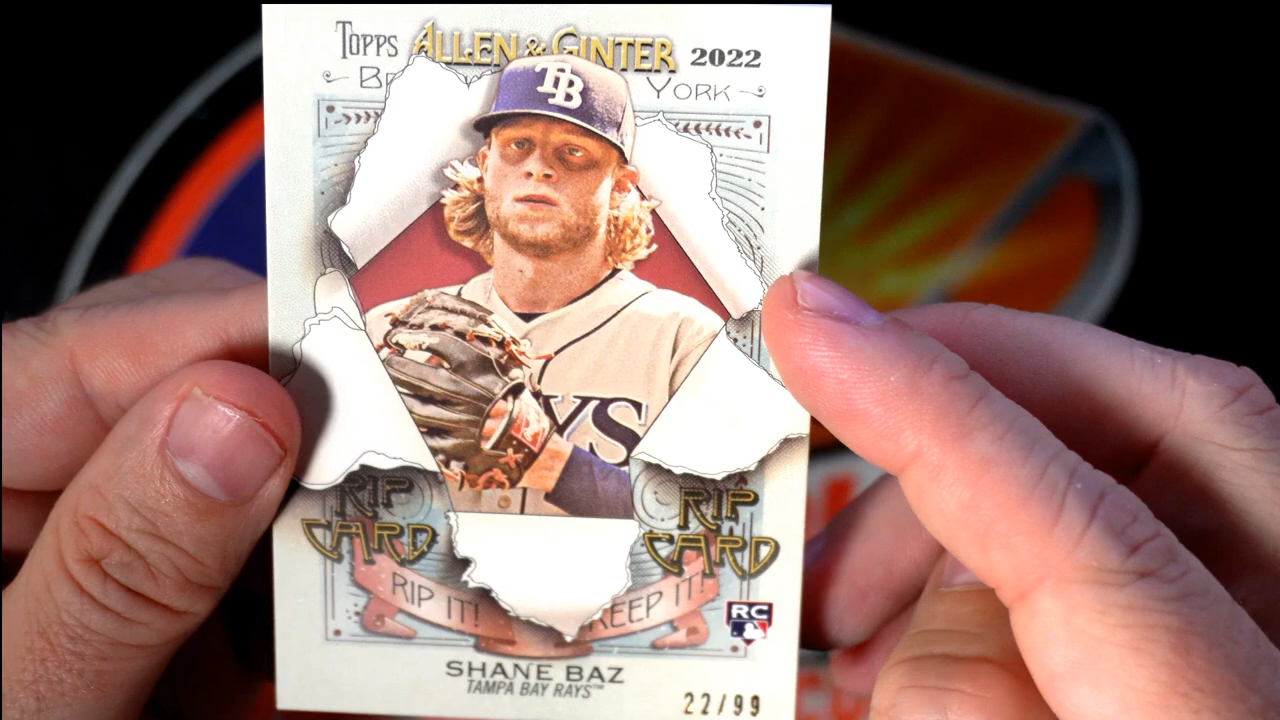 TOPPS ALLEN & GINTER 2022
YORK
TB
YS
RIP CARD
RIP CARD
RIP IT!
KEEP IT!
RC
SHANE BAZ
TAMPA BAY RAYS™
22/99